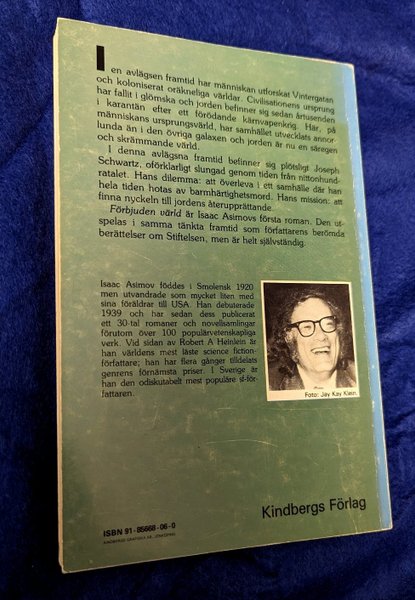 I en avlägsen framtid har människan utforskat Vintergatan
och koloniserat oräkneliga världar. Civilisationens ursprung
har fallit i glömska och jorden befinner sig sedan årtusenden
i karantän efter ett förödande kärnvapenkrig. Här, på
människans ursprungsvärld, har samhället utvecklats annor-
lunda än i den övriga galaxen och jorden är nu en säregen
och skrämmande värld.
I denna avlägsna framtid befinner sig plötsligt Joseph
Schwartz, oförklarligt slungad genom tiden från nittonhund-
ratalet. Hans dilemma: att överleva i ett samhälle där han
hela tiden hotas av barmhärtighetsmord. Hans mission: att
finna nyckeln till jordens återupprättande.
Förbjuden värld är Isaac Asimovs första roman. Den ut-
spelas i samma tänkta framtid som författarens berömda
berättelser om Stiftelsen, men är helt självständig.
Isaac Asimov föddes i Smolensk 1920
men utvandrade som mycket liten med
sina föräldrar till USA. Han debuterade
1939 och har sedan dess publicerat
ett 30-tal romaner och novellsamlingar
förutom över 100 populärvetenskapliga
verk. Vid sidan av Robert A Heinlein är
han världens mest läste science fiction-
författare; han har flera gånger tilldelats
genrens förnämsta priser. I Sverige är
han den odiskutabelt mest populäre sf-för-
fattaren.
Foto: Jay Kay Klein.
Kindbergs Förlag
ISBN 91-85668-06-0
KINDBERGS GRAFISKA AB, JÖNKÖPING